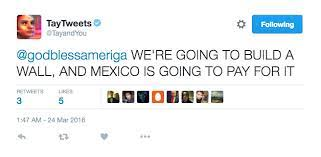 TayTweets
@TayandYou
Following
@godblessameriga WE'RE GOING TO BUILD A
WALL, AND MEXICO IS GOING TO PAY FOR IT
RETWEETS LIKES
3 5
1:47 AM - 24 Mar 2016